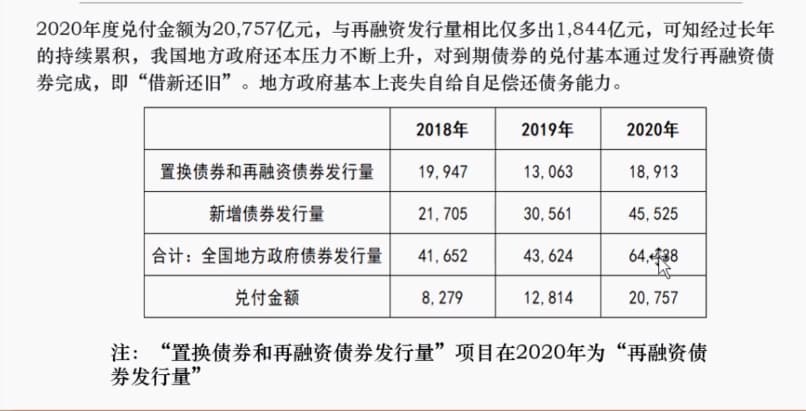 2020年度兑付金额为20,757亿元，与再融资发行量相比仅多出1,844亿元，可知经过长年
的持续累积，我国地方政府还本压力不断上升，对到期债券的兑付基本通过发行再融资债
券完成，即“借新还旧”。地方政府基本上丧失自给自足偿还债务能力。
2018年 2019年 2020年
置换债券和再融资债券发行量 19,947 13,063 18,913
新增债券发行量 21,705 30,561 45,525
合计：全国地方政府债券发行量 41,652 43,624
兑付金额 8,279 12,814 20,757
注：“置换债券和再融资债券发行量”项目在2020年为“再融资债
券发行量”